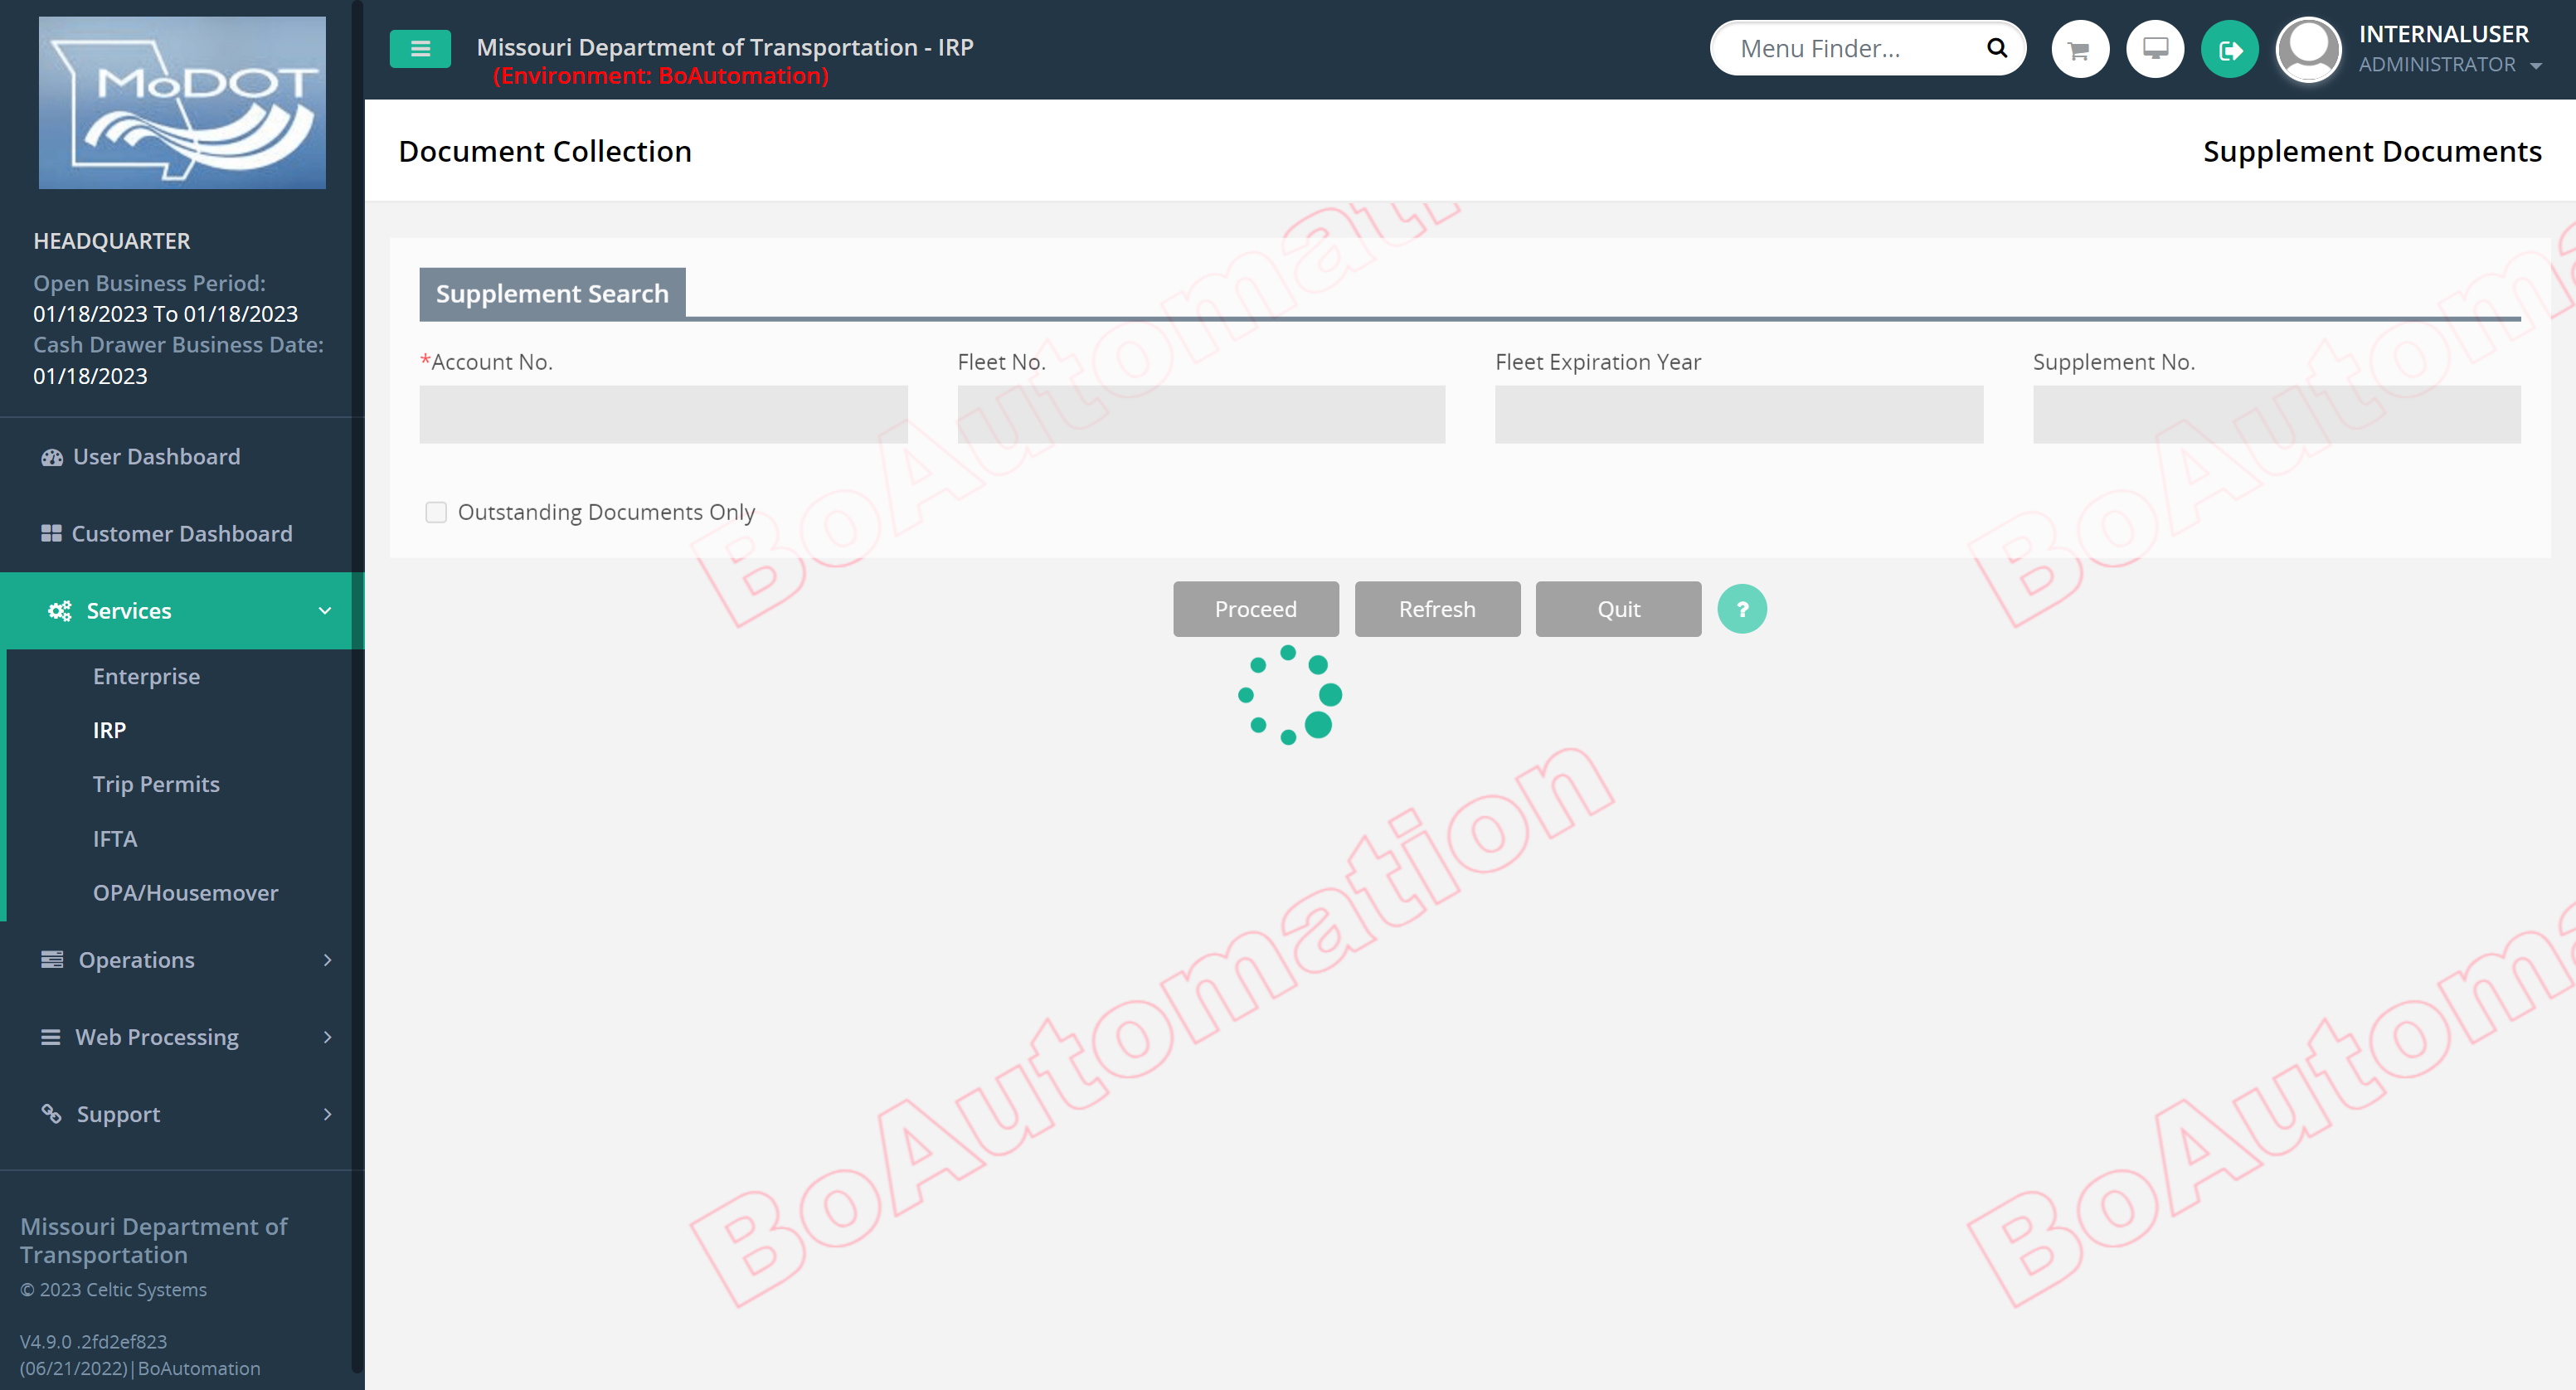 MoDOT
HEADQUARTER
Open Business Period:
01/18/2023 To 01/18/2023
Cash Drawer Business Date:
01/18/2023
User Dashboard
Customer Dashboard
Services
Enterprise
IRP
Trip Permits
IFTA
OPA/Housemover
Operations
Web Processing
Support
Missouri Department of
Transportation
© 2023 Celtic Systems
V4.9.0 .2fd2ef823
(06/21/2022)|BoAutomation
Missouri Department of Transportation - IRP
(Environment: BoAutomation)
Menu Finder...
INTERNALUSER
ADMINISTRATOR
Document Collection
Supplement Documents
Supplement Search
*Account No.
Fleet No.
Fleet Expiration Year
Supplement No.
Outstanding Documents Only
Proceed
Refresh
Quit
?
BoAutomati
BoAutoma
BoAutomation
BoAutoma